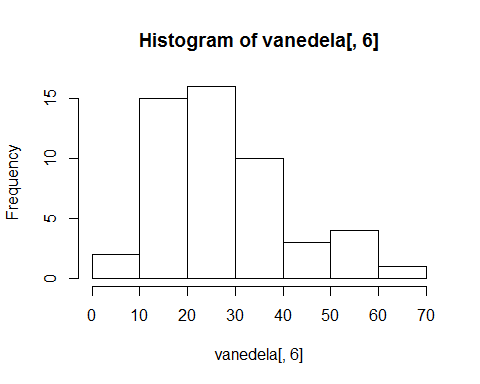 Histogram of vanedela[, 6]
Frequency
15
10
5
0
0 10 20 30 40 50 60 70
vanedela[, 6]